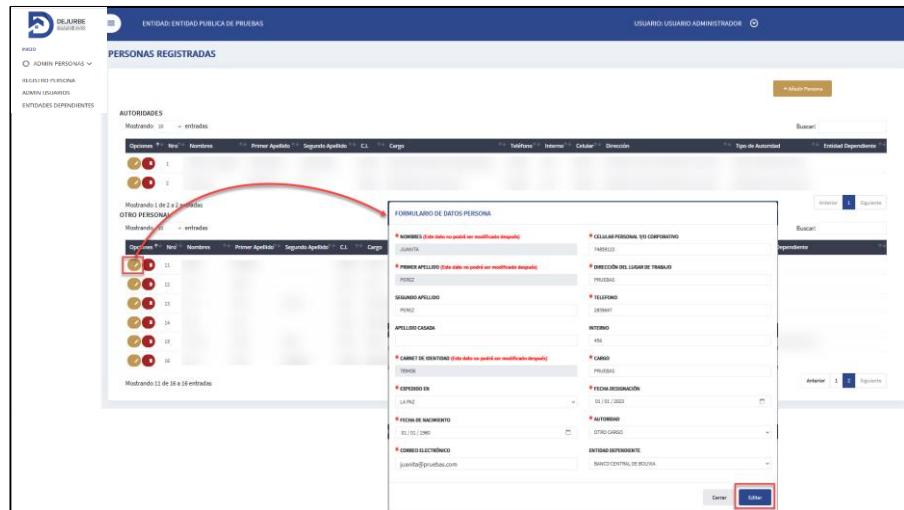 DEJURBE
ENTIDAD: ENTIDAD PUBLICA DE PRUEBAS
USUARIO: USUARIO ADMINISTRADOR
INICIO
ADMIN PERSONAS
REGISTRO PERSONA
ADMIN USUARIOS
ENTIDADES DEPENDIENTES
PERSONAS REGISTRADAS
+ Añadir Persona
AUTORIDADES
Mostrando 10 entradas
Buscar:
Opciones Nro Nombres Primer Apellido Segundo Apellido C.I. Cargo Teléfono Interno Celular Dirección Tipo de Autoridad Entidad Dependiente
1
2
Mostrando 1 de 2 a 2 entradas
Anterior 1 Siguiente
OTRO PERSONAL
Mostrando 10 entradas
Buscar:
Opciones Nro Nombres Primer Apellido Segundo Apellido C.I. Cargo Dependiente
11
12
13
14
15
16
Mostrando 11 de 16 a 16 entradas
Anterior 1 2 Siguiente
FORMULARIO DE DATOS PERSONA
* NOMBRES (Este dato no podrá ser modificado después)
JUANITA
* PRIMER APELLIDO (Este dato no podrá ser modificado después)
PEREZ
SEGUNDO APELLIDO
PEREZ
APELLIDO CASADA
* CARNET DE IDENTIDAD (Este dato no podrá ser modificado después)
* EXPEDIDO EN
LA PAZ
* FECHA DE NACIMIENTO
01/01/1980
* CORREO ELECTRÓNICO
juanita@pruebas.com
* CELULAR PERSONAL Y/O CORPORATIVO
* DIRECCIÓN DEL LUGAR DE TRABAJO
PRUEBAS
* TELEFONO
INTERNO
456
* CARGO
PRUEBAS
* FECHA DESIGNACIÓN
01/01/2023
* AUTORIDAD
OTRO CARGO
ENTIDAD DEPENDIENTE
BANCO CENTRAL DE BOLIVIA
Cerrar Editar